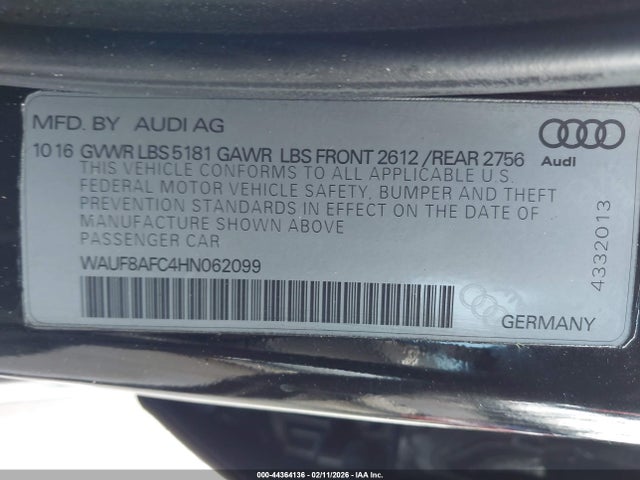 MFD. BY AUDI AG
10 16 GVWR LBS 5181 GAWR LBS FRONT 2612 /REAR 2756
Audi
THIS VEHICLE CONFORMS TO ALL APPLICABLE U.S.
FEDERAL MOTOR VEHICLE SAFETY, BUMPER AND THEFT
PREVENTION STANDARDS IN EFFECT ON THE DATE OF
MANUFACTURE SHOWN ABOVE
PASSENGER CAR
WAUF8AFC4HN062099
4332013
GERMANY
000-44364136 - 02/11/2026 - IAA Inc.